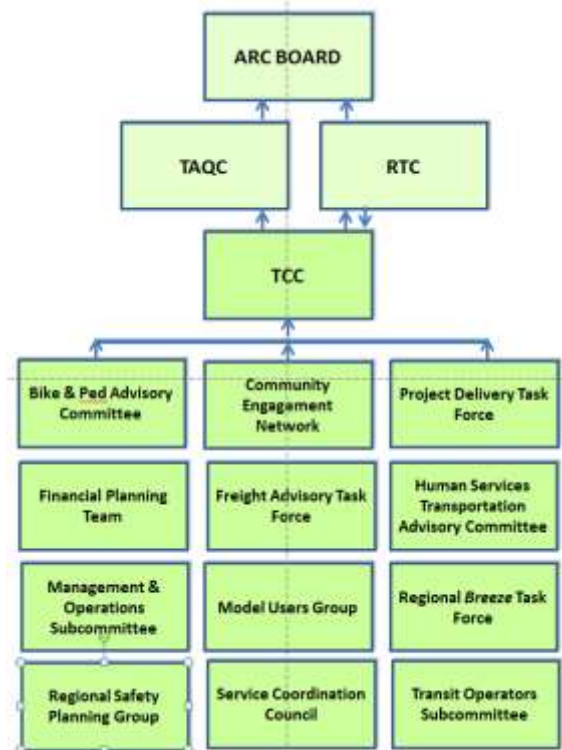 ARC BOARD
TAQC
RTC
TCC
Bike & Ped Advisory
Committee
Community
Engagement
Network
Project Delivery Task
Force
Financial Planning
Team
Freight Advisory Task
Force
Human Services
Transportation
Advisory Committee
Management &
Operations
Subcommittee
Model Users Group
Regional Breeze Task
Force
Regional Safety
Planning Group
Service Coordination
Council
Transit Operators
Subcommittee